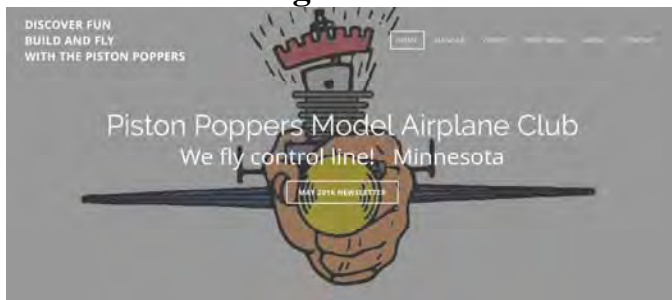 DISCOVER FUN
BUILD AND FLY
WITH THE PISTON POPPERS
HOME
Piston Poppers Model Airplane Club
We fly control line! Minnesota
MAY 2016 NEWSLETTER